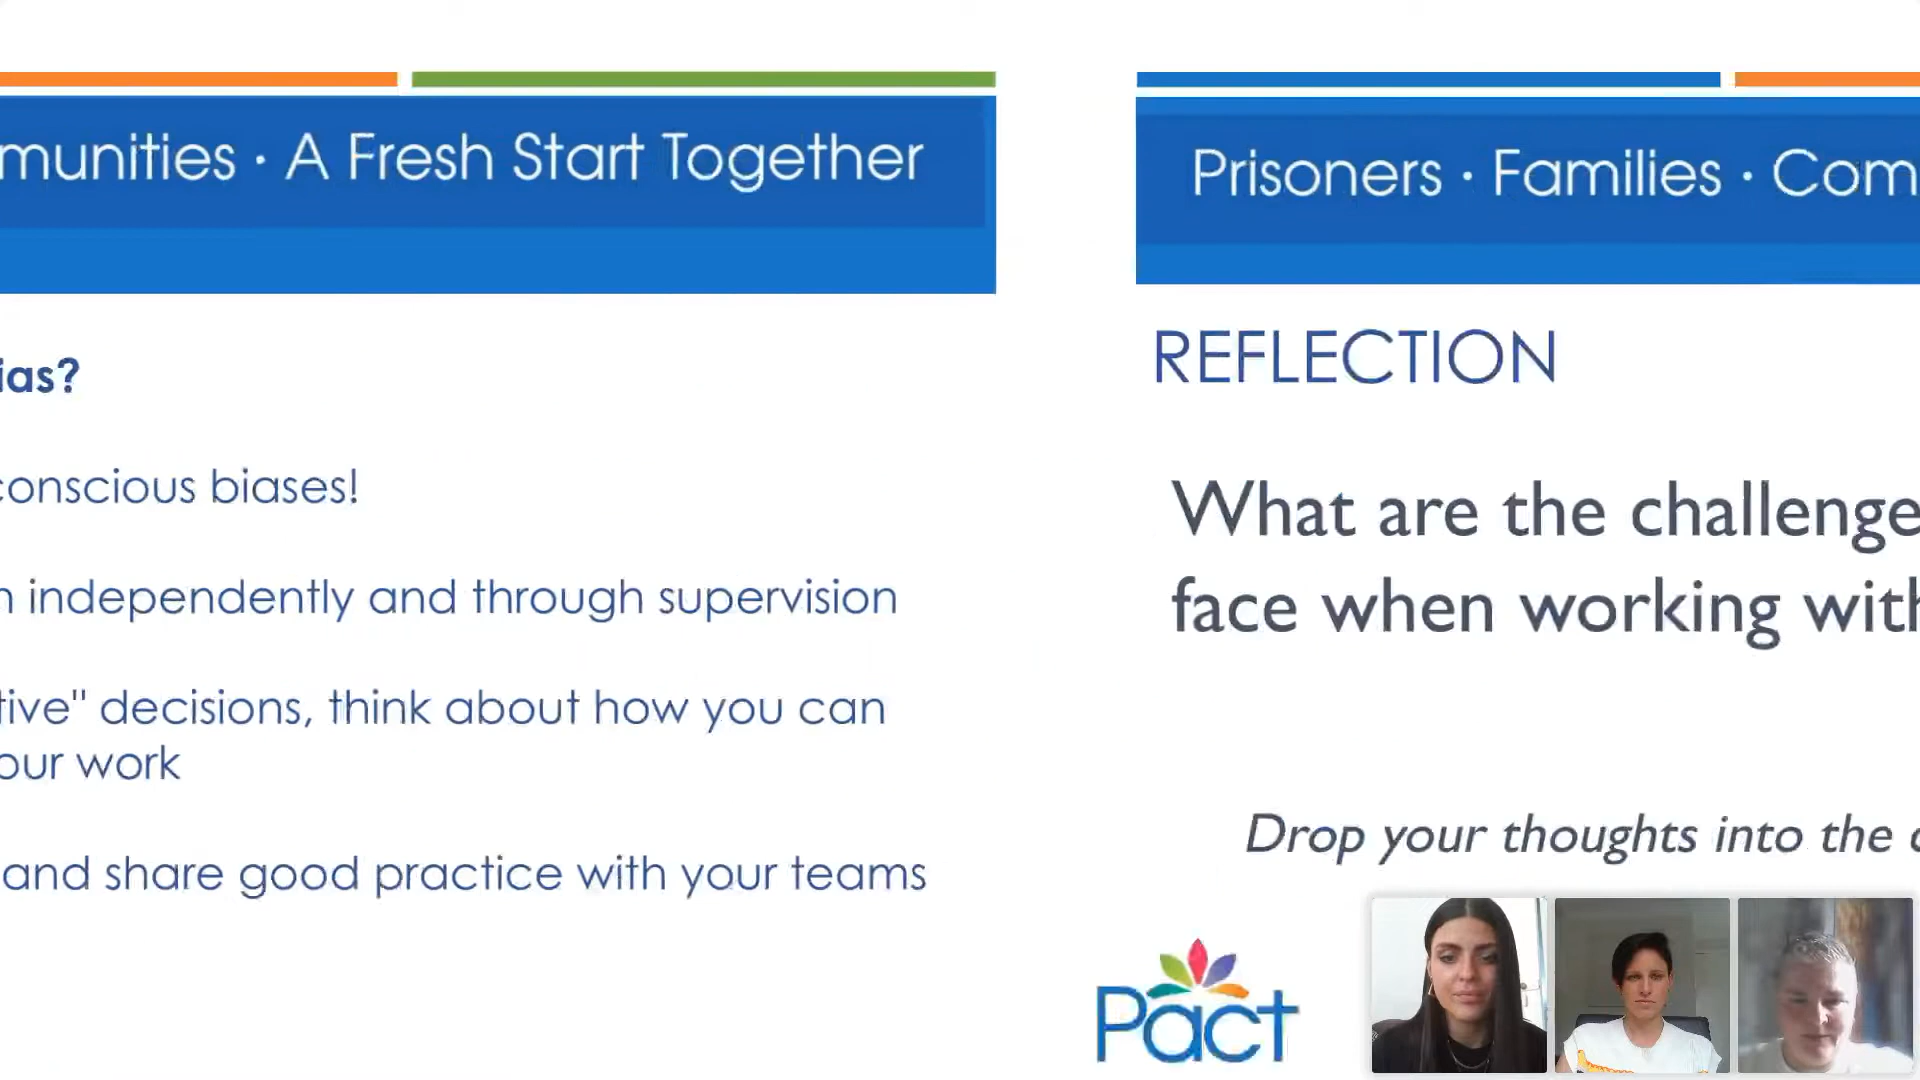 munities · A Fresh Start Together
ias?
conscious biases!
independently and through supervision
tive" decisions, think about how you can
our work
and share good practice with your teams
Prisoners · Families · Com
REFLECTION
What are the challenge
face when working with
Drop your thoughts into the c
Pact